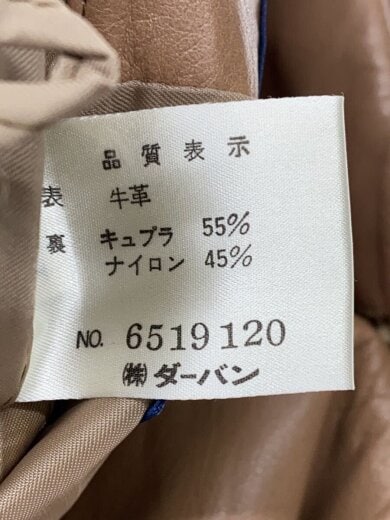 品質表示
表 牛革
裏 キュプラ 55%
ナイロン 45%
NO. 6519120
㈱ダーバン